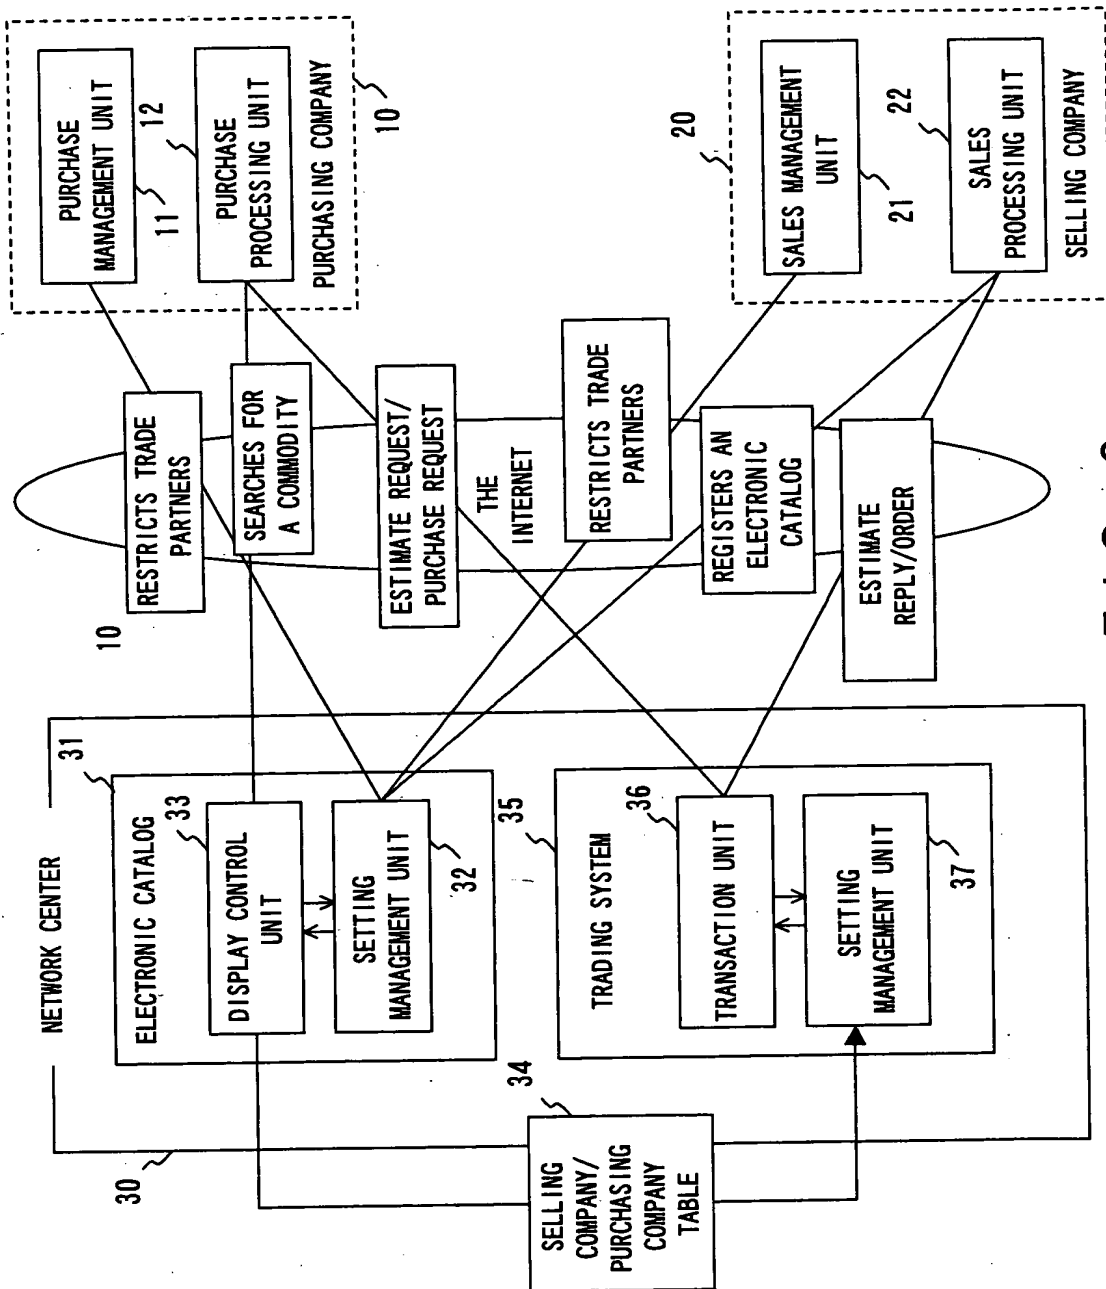 NETWORK CENTER
30
31
ELECTRONIC CATALOG
33
DISPLAY CONTROL
UNIT
SETTING
MANAGEMENT UNIT
32
34
SELLING
COMPANY/
PURCHASING
COMPANY
TABLE
35
TRADING SYSTEM
36
TRANSACTION UNIT
SETTING
MANAGEMENT UNIT
37
10
RESTRICTS TRADE
PARTNERS
SEARCHES FOR
A COMMODITY
ESTIMATE REQUEST/
PURCHASE REQUEST
THE
INTERNET
RESTRICTS TRADE
PARTNERS
REGISTERS AN
ELECTRONIC
CATALOG
ESTIMATE
REPLY/ORDER
PURCHASE
MANAGEMENT UNIT
11
12
PURCHASE
PROCESSING UNIT
PURCHASING COMPANY
10
20
SALES MANAGEMENT
UNIT
21
22
SALES
PROCESSING UNIT
SELLING COMPANY